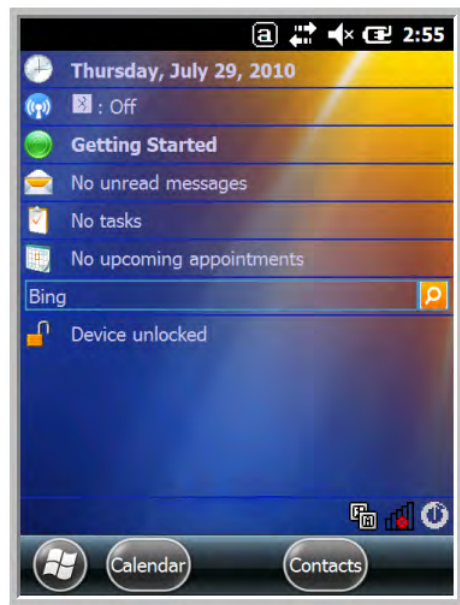 a 2:55
Thursday, July 29, 2010
: Off
Getting Started
No unread messages
No tasks
No upcoming appointments
Bing
Device unlocked
Calendar Contacts